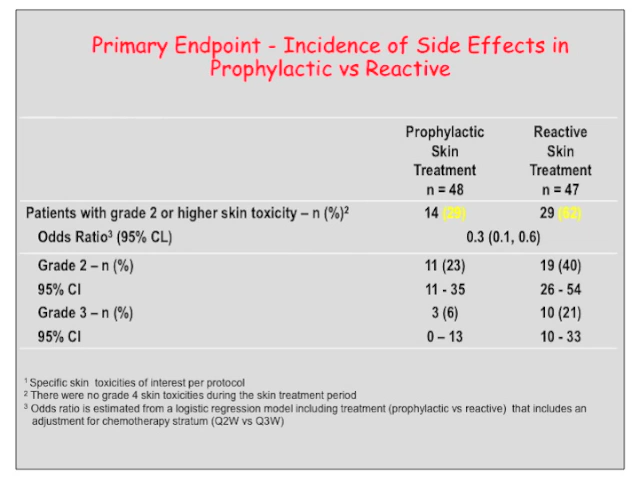 Primary Endpoint - Incidence of Side Effects in
Prophylactic vs Reactive
Prophylactic Skin Treatment n = 48
Reactive Skin Treatment n = 47
Patients with grade 2 or higher skin toxicity – n (%)² 14 (29) 29 (62)
Odds Ratio³ (95% CL) 0.3 (0.1, 0.6)
Grade 2 – n (%) 11 (23) 19 (40)
95% CI 11 - 35 26 - 54
Grade 3 – n (%) 3 (6) 10 (21)
95% CI 0 – 13 10 - 33
¹ Specific skin toxicities of interest per protocol
² There were no grade 4 skin toxicities during the skin treatment period
³ Odds ratio is estimated from a logistic regression model including treatment (prophylactic vs reactive) that includes an
adjustment for chemotherapy stratum (Q2W vs Q3W)